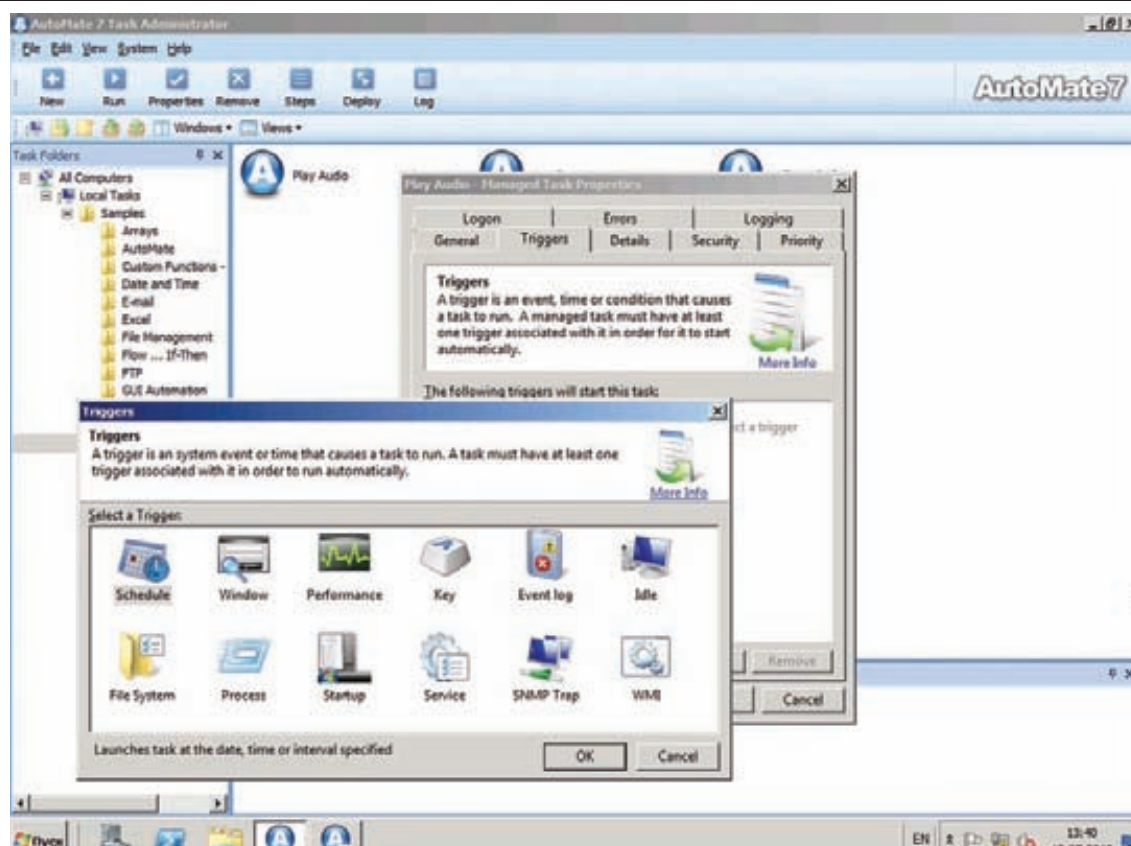 AutoMate 7 Task Administrator
File Edit View System Help
New Run Properties Remove Steps Deploy Log
AutoMate7
Windows Views
Task Folders
All Computers
Local Tasks
Samples
Arrays
AutoMate
Custom Functions -
Date and Time
E-mail
Excel
File Management
Flow ... If-Then
FTP
GUI Automation
Play Audio
Play Audio - Managed Task Properties
Logon Errors Logging
General Triggers Details Security Priority
Triggers
A trigger is an event, time or condition that causes
a task to run. A managed task must have at least
one trigger associated with it in order for it to start
automatically.
More Info
The following triggers will start this task:
ct a trigger
Remove
Cancel
Triggers
Triggers
A trigger is an system event or time that causes a task to run. A task must have at least one
trigger associated with it in order to run automatically.
More Info
Select a Trigger:
Schedule Window Performance Key Event log Idle
File System Process Startup Service SNMP Trap WMI
Launches task at the date, time or interval specified
OK Cancel
Пуск
EN 13:40